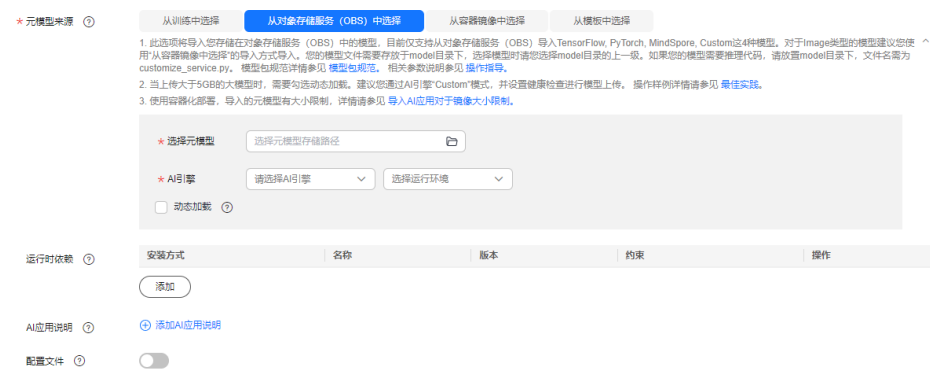 * 元模型来源 ?
从训练中选择 从对象存储服务（OBS）中选择 从容器镜像中选择 从模板中选择
1. 此选项将导入您存储在对象存储服务（OBS）中的模型，目前仅支持从对象存储服务（OBS）导入TensorFlow, PyTorch, MindSpore, Custom这4种模型。对于Image类型的模型建议您使
用“从容器镜像中选择”的导入方式导入。您的模型文件需要存放于model目录下，选择模型时请您选择model目录的上一级。如果您的模型需要推理代码，请放置model目录下，文件名需为
customize_service.py。 模型包规范详情参见 模型包规范。 相关参数说明参见 操作指导。
2. 当上传大于5GB的大模型时，需要勾选动态加载。建议您通过AI引擎“Custom”模式，并设置健康检查进行模型上传。 操作样例详情请参见 最佳实践。
3. 使用容器化部署，导入的元模型有大小限制，详情请参见 导入AI应用对于镜像大小限制。
* 选择元模型 选择元模型存储路径
* AI引擎 请选择AI引擎 选择运行环境
动态加载 ?
运行时依赖 ? 安装方式 名称 版本 约束 操作
添加
AI应用说明 ? 添加AI应用说明
配置文件 ?